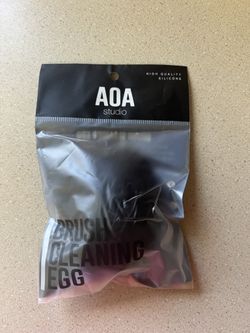 HIGH QUALITY
SILICONE
AOA
studio
BRUSH
CLEANING
EGG